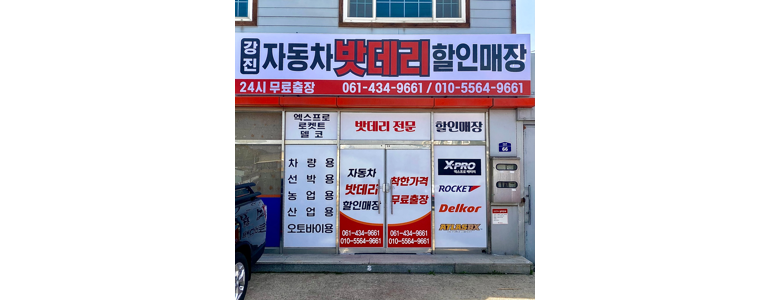 강진 자동차 밧데리 할인매장
24시 무료출장 061-434-9661 / 010-5564-9661
엑스프로
로켓트
델코
밧데리 전문
할인매장
차량용
선박용
농업용
산업용
오토바이용
자동차
밧데리
할인매장
061-434-9661
010-5564-9661
착한가격
무료출장
061-434-9661
010-5564-9661
X-PRO
ROCKET
Delkor
66